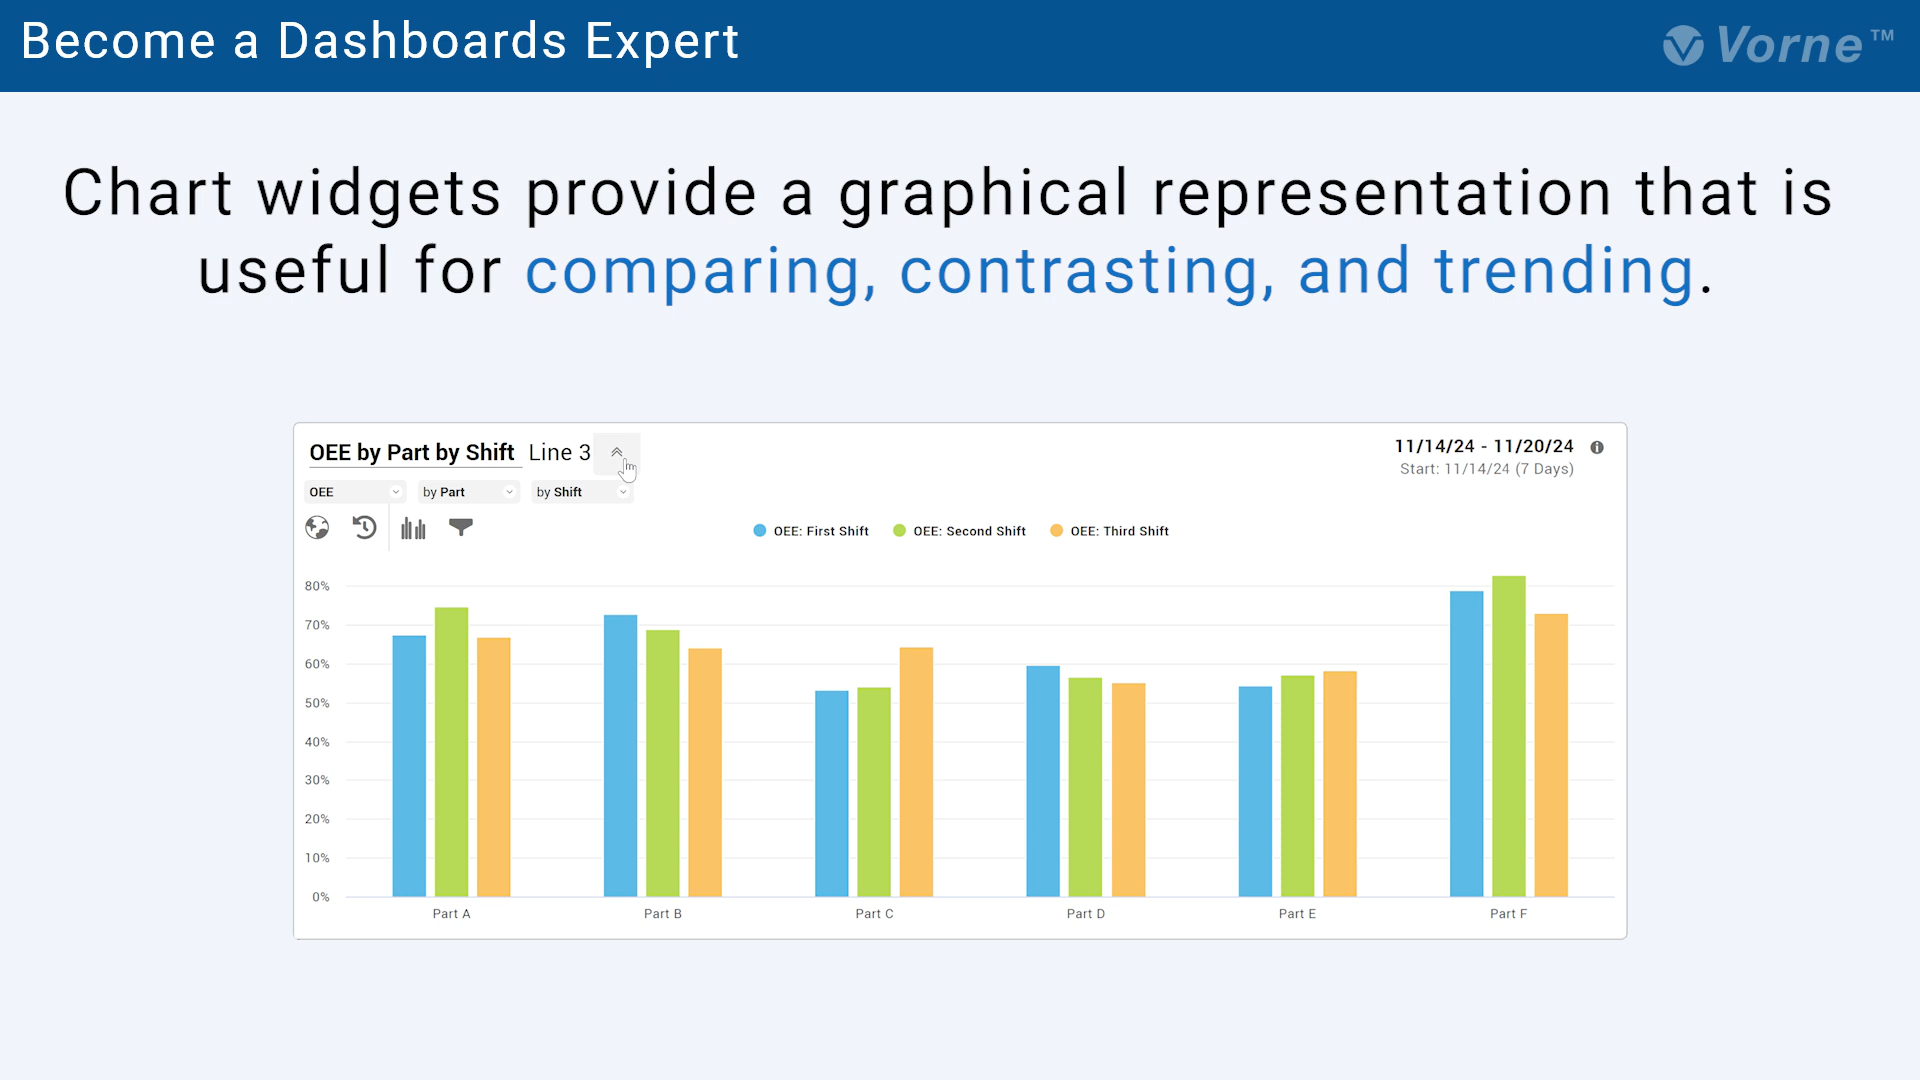 Become a Dashboards Expert
Vorne™
Chart widgets provide a graphical representation that is
useful for comparing, contrasting, and trending.
OEE by Part by Shift Line 3
11/14/24 - 11/20/24
Start: 11/14/24 (7 Days)
OEE by Part by Shift
OEE: First Shift OEE: Second Shift OEE: Third Shift
80%
70%
60%
50%
40%
30%
20%
10%
0%
Part A Part B Part C Part D Part E Part F